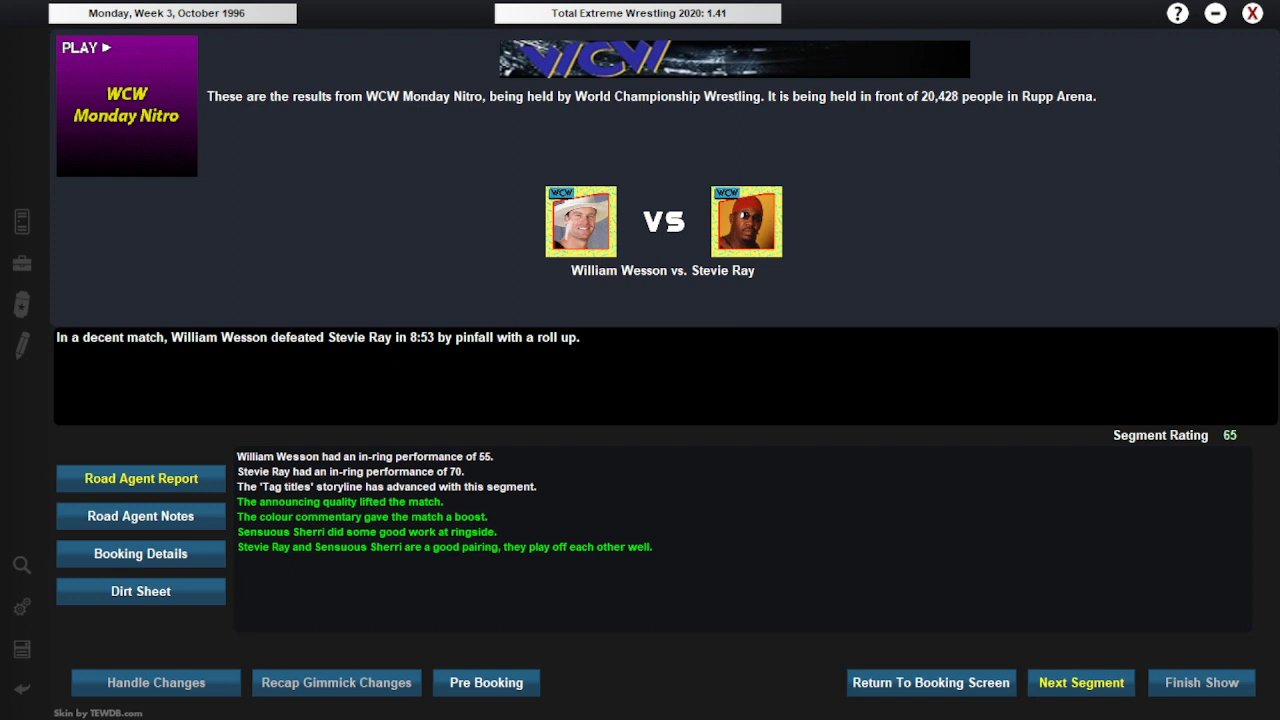 Monday, Week 3, October 1996
Total Extreme Wrestling 2020: 1.41
?
X
PLAY
WCW
Monday Nitro
WCW
These are the results from WCW Monday Nitro, being held by World Championship Wrestling. It is being held in front of 20,428 people in Rupp Arena.
WCW
VS
WCW
William Wesson vs. Stevie Ray
In a decent match, William Wesson defeated Stevie Ray in 8:53 by pinfall with a roll up.
Segment Rating 65
Road Agent Report
Road Agent Notes
Booking Details
Dirt Sheet
William Wesson had an in-ring performance of 55.
Stevie Ray had an in-ring performance of 70.
The 'Tag titles' storyline has advanced with this segment.
The announcing quality lifted the match.
The colour commentary gave the match a boost.
Sensuous Sherri did some good work at ringside.
Stevie Ray and Sensuous Sherri are a good pairing, they play off each other well.
Handle Changes
Recap Gimmick Changes
Pre Booking
Return To Booking Screen
Next Segment
Finish Show
Skin by TEWDB.com